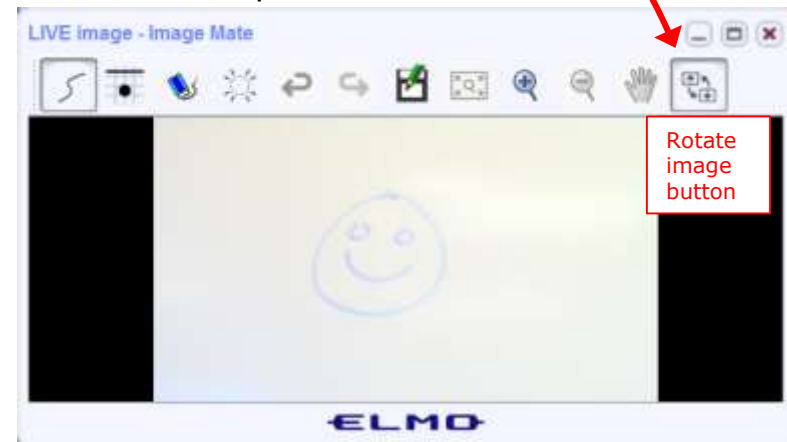 LIVE image - Image Mate
Rotate
image
button
ELMO